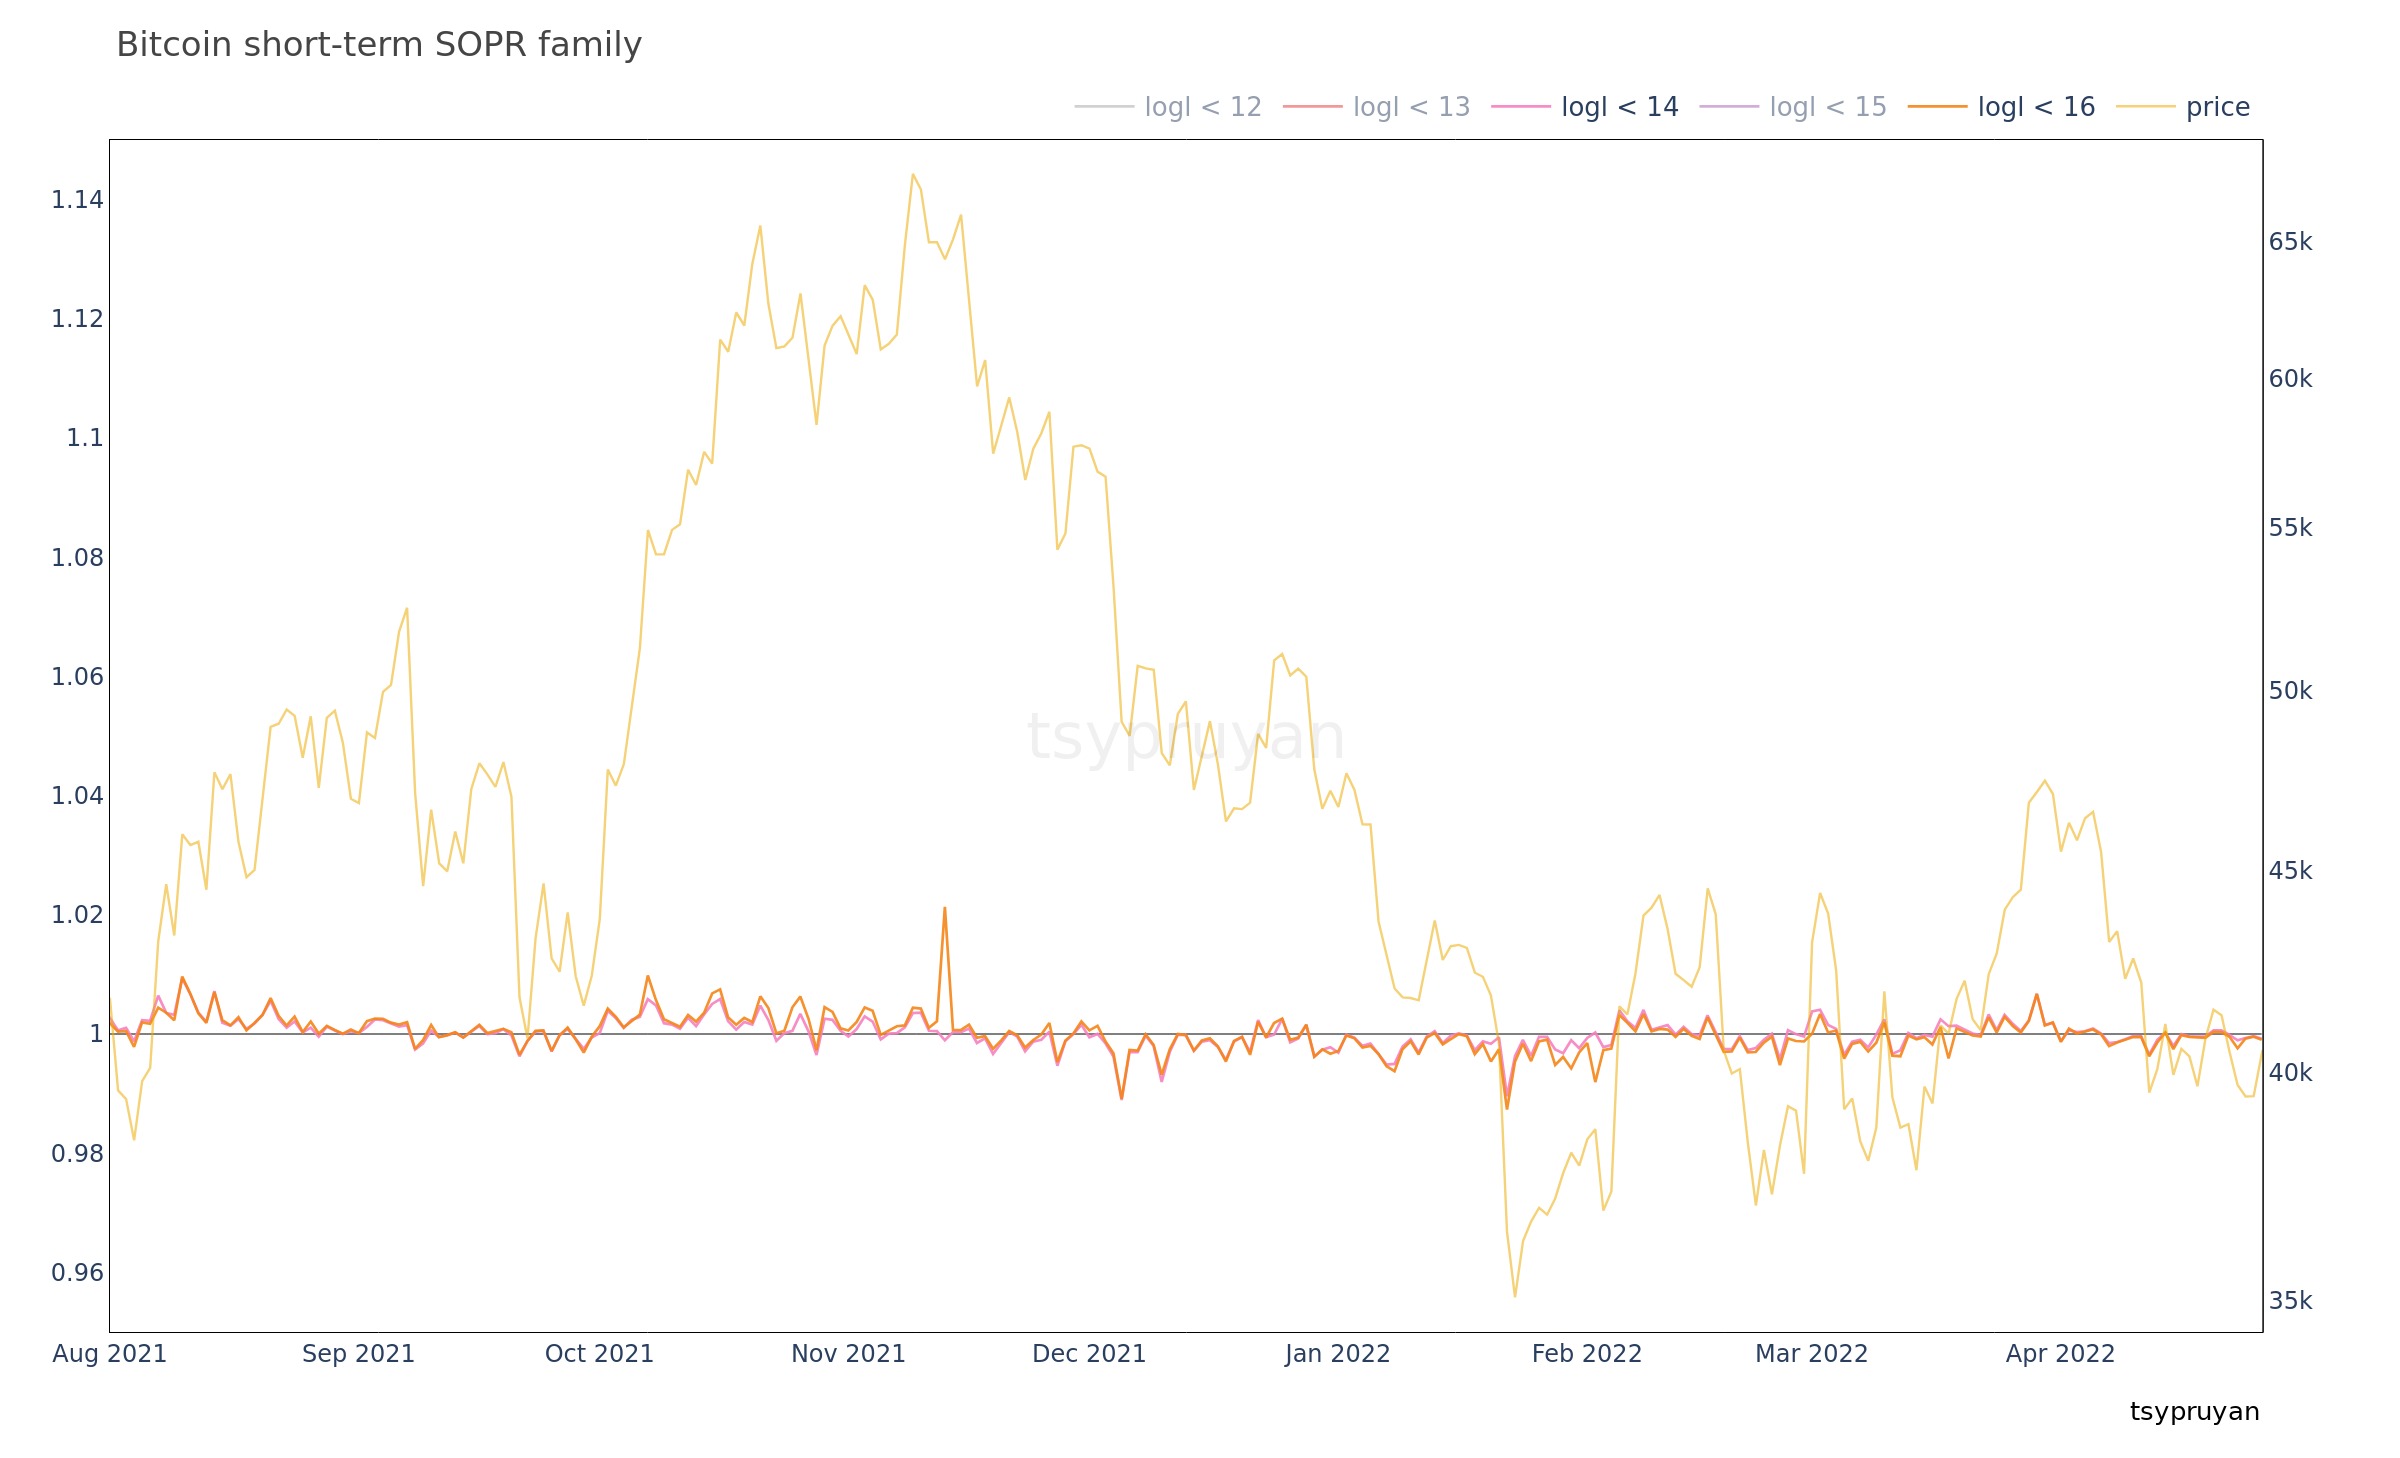 Bitcoin short-term SOPR family
logl < 12 logl < 13 logl < 14 logl < 15 logl < 16 price
1.14
1.12
1.1
1.08
1.06
1.04
1.02
1
0.98
0.96
65k
60k
55k
50k
45k
40k
35k
tsypruyan
Aug 2021 Sep 2021 Oct 2021 Nov 2021 Dec 2021 Jan 2022 Feb 2022 Mar 2022 Apr 2022
tsypruyan